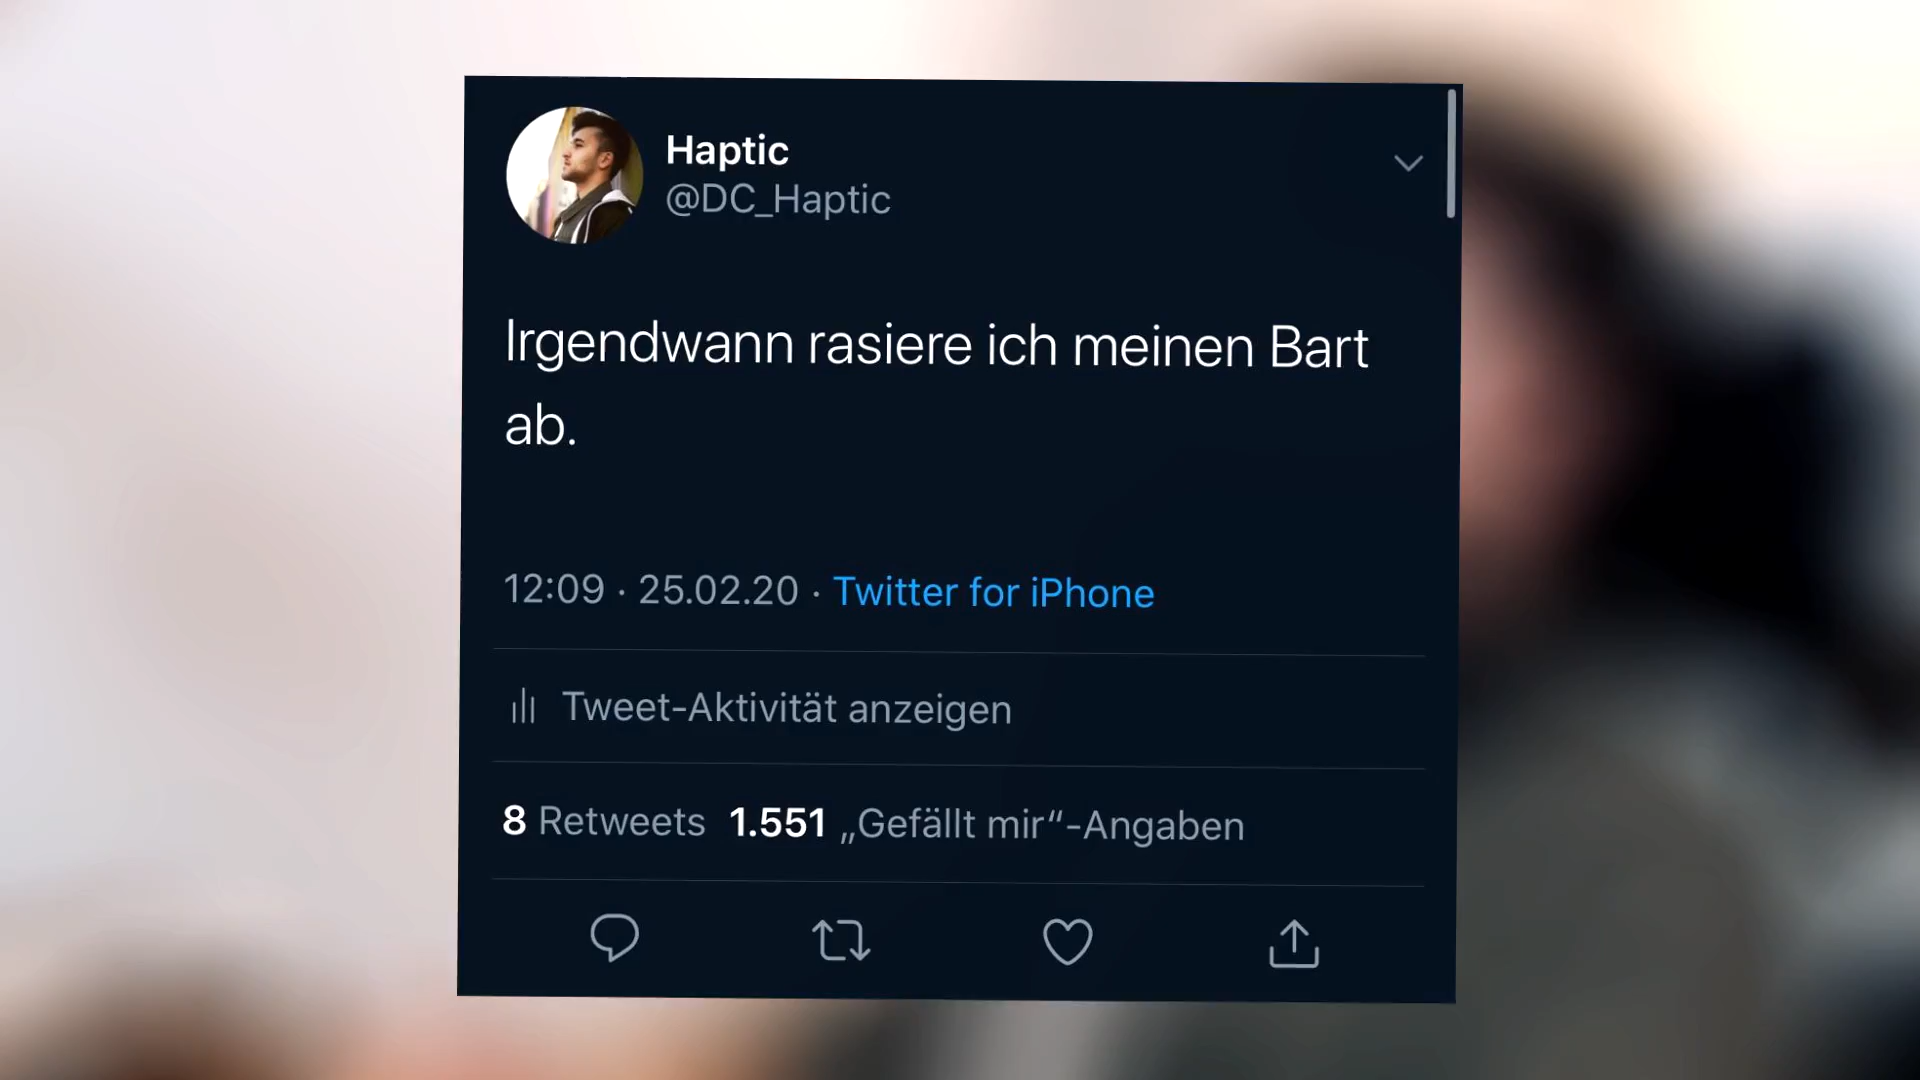 Haptic
@DC_Haptic
Irgendwann rasiere ich meinen Bart
ab.
12:09 · 25.02.20 · Twitter for iPhone
Tweet-Aktivität anzeigen
8 Retweets 1.551 „Gefällt mir“-Angaben